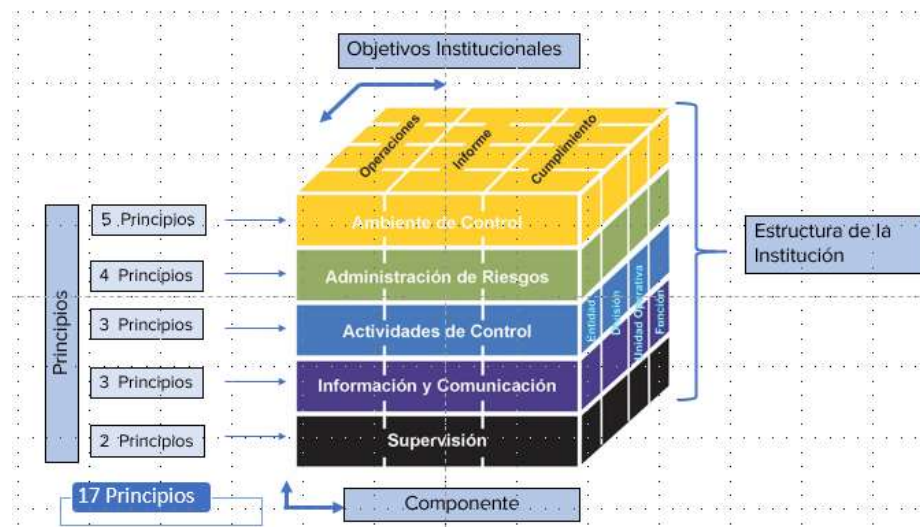 Objetivos Institucionales
Operaciones
Informe
Cumplimiento
Principios
5 Principios
Ambiente de Control
4 Principios
Administración de Riesgos
3 Principios
Actividades de Control
3 Principios
Información y Comunicación
2 Principios
Supervisión
Entidad
División
Unidad Operativa
Función
Estructura de la
Institución
17 Principios
Componente